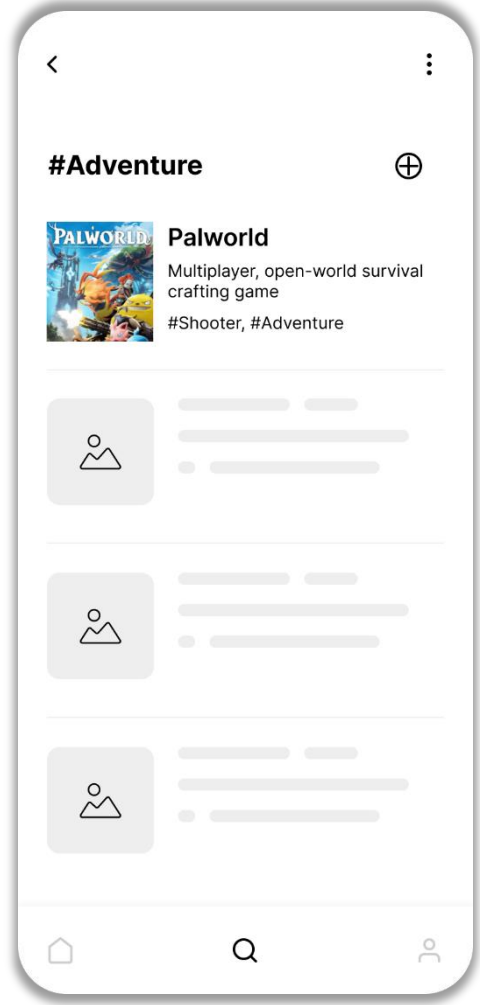 #Adventure
PALWORLD
Palworld
Multiplayer, open-world survival
crafting game
#Shooter, #Adventure